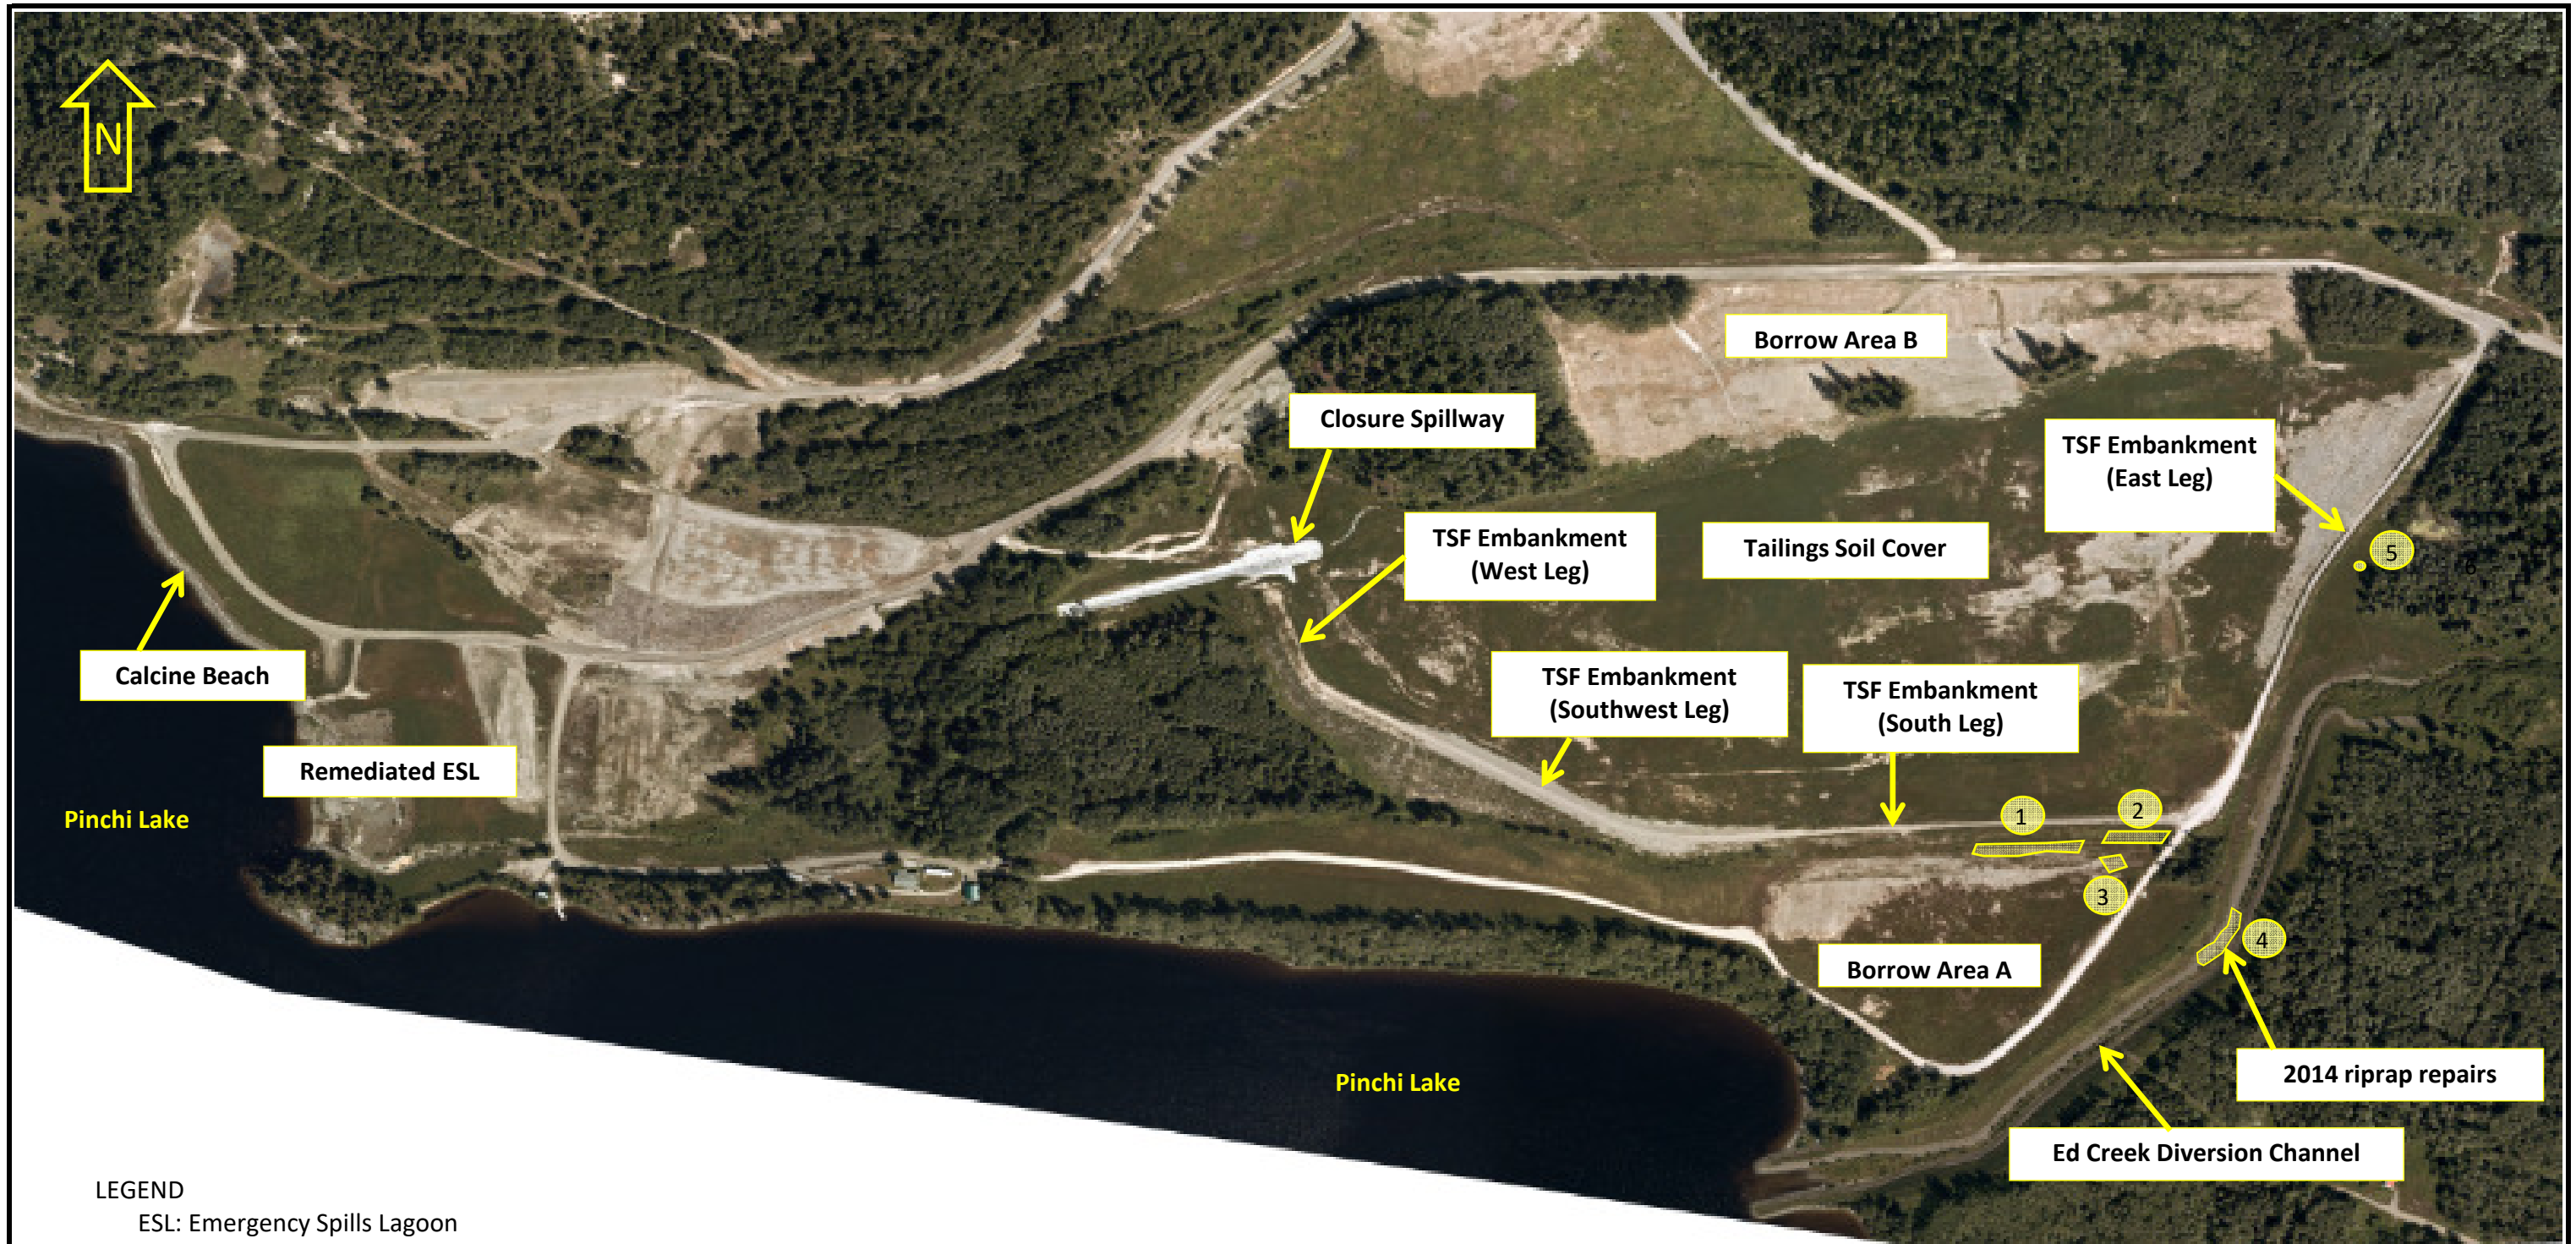 N
Borrow Area B
Closure Spillway
TSF Embankment
(East Leg)
TSF Embankment
(West Leg)
Tailings Soil Cover
5
6
Calcine Beach
TSF Embankment
(Southwest Leg)
TSF Embankment
(South Leg)
Remediated ESL
Pinchi Lake
1
2
3
4
Borrow Area A
2014 riprap repairs
Pinchi Lake
Ed Creek Diversion Channel
LEGEND
ESL: Emergency Spills Lagoon